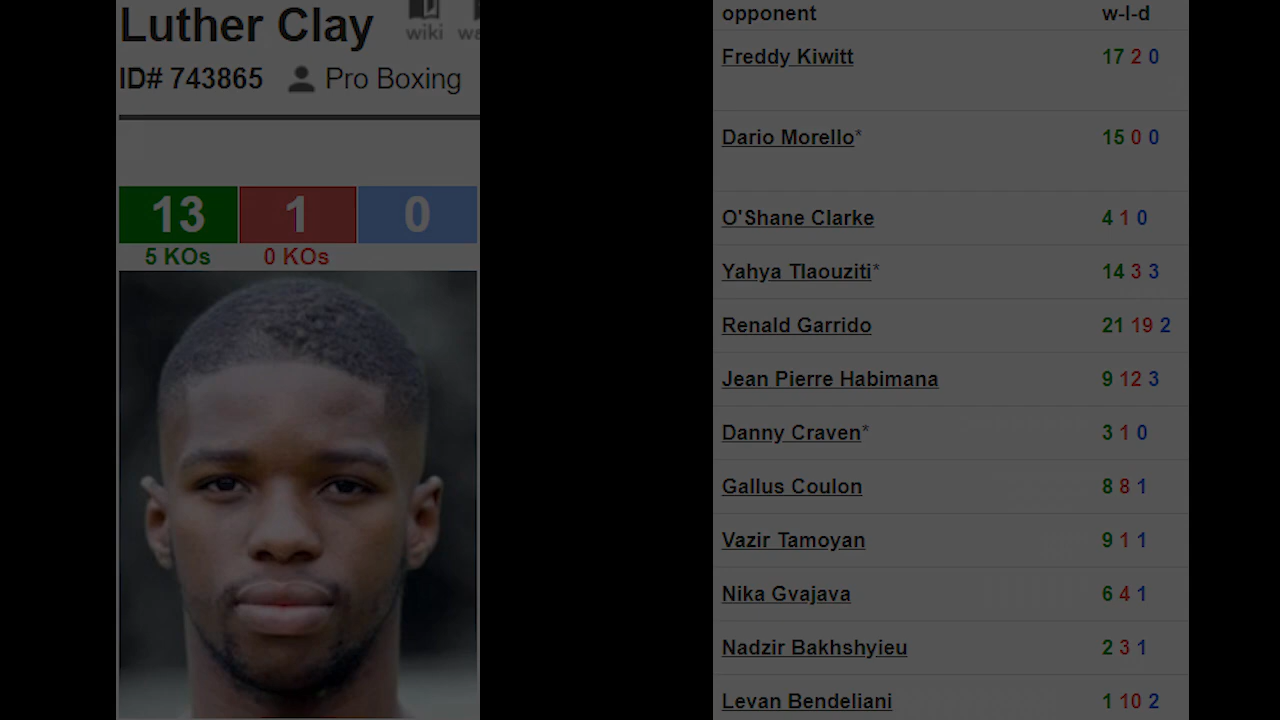 Luther Clay
wiki
ID# 743865 Pro Boxing
13 1 0
5 KOs 0 KOs
opponent w-l-d
Freddy Kiwitt 17 2 0
Dario Morello* 15 0 0
O'Shane Clarke 4 1 0
Yahya Tlaouziti* 14 3 3
Renald Garrido 21 19 2
Jean Pierre Habimana 9 12 3
Danny Craven* 3 1 0
Gallus Coulon 8 8 1
Vazir Tamoyan 9 1 1
Nika Gvajava 6 4 1
Nadzir Bakhshyieu 2 3 1
Levan Bendeliani 1 10 2